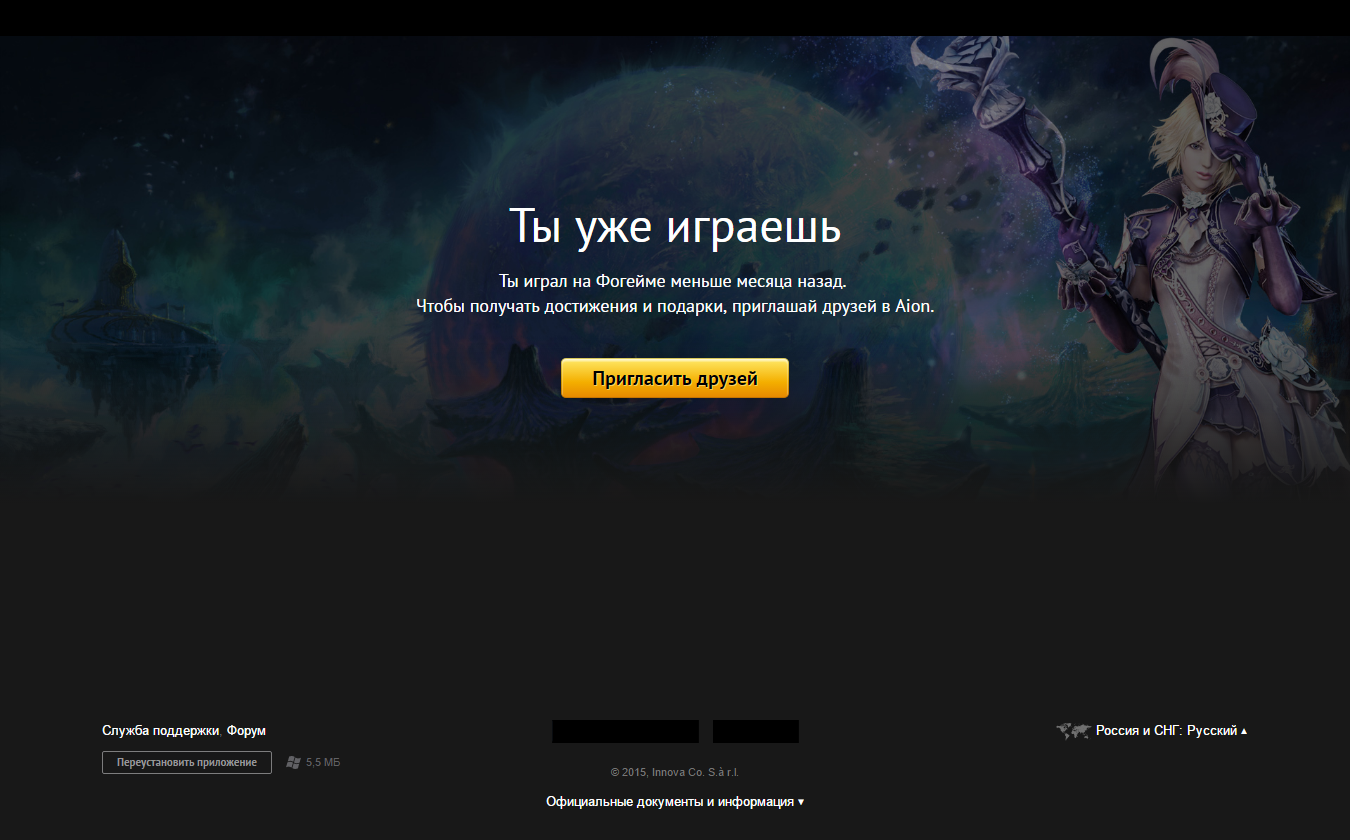 Ты уже играешь
Ты играл на Фогейме меньше месяца назад.
Чтобы получать достижения и подарки, приглашай друзей в Aion.
Пригласить друзей
Служба поддержки, Форум
Переустановить приложение 5,5 МБ
© 2015, Innova Co. S.à r.l.
Официальные документы и информация ▾
Россия и СНГ: Русский ▴